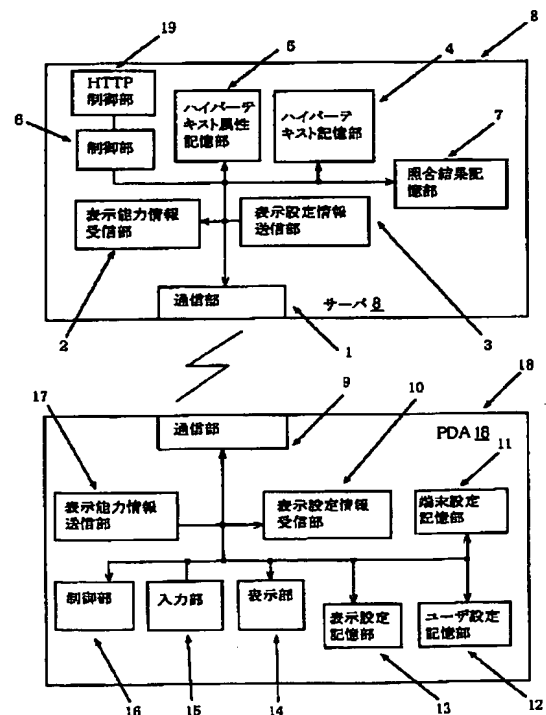 19
5
4
8
HTTP
制御部
ハイパーテ
キスト属性
記憶部
ハイパーテ
キスト記憶部
6
7
制御部
照合結果記
憶部
表示能力情報
受信部
表示設定情報
送信部
通信部
サーバ 8
2
1
3
17
9
10
18
通信部
PDA 18
11
表示能力情報
送信部
表示設定情報
受信部
端末設定
記憶部
制御部
入力部
表示部
表示設定
記憶部
ユーザ設定
記憶部
16
15
14
13
12